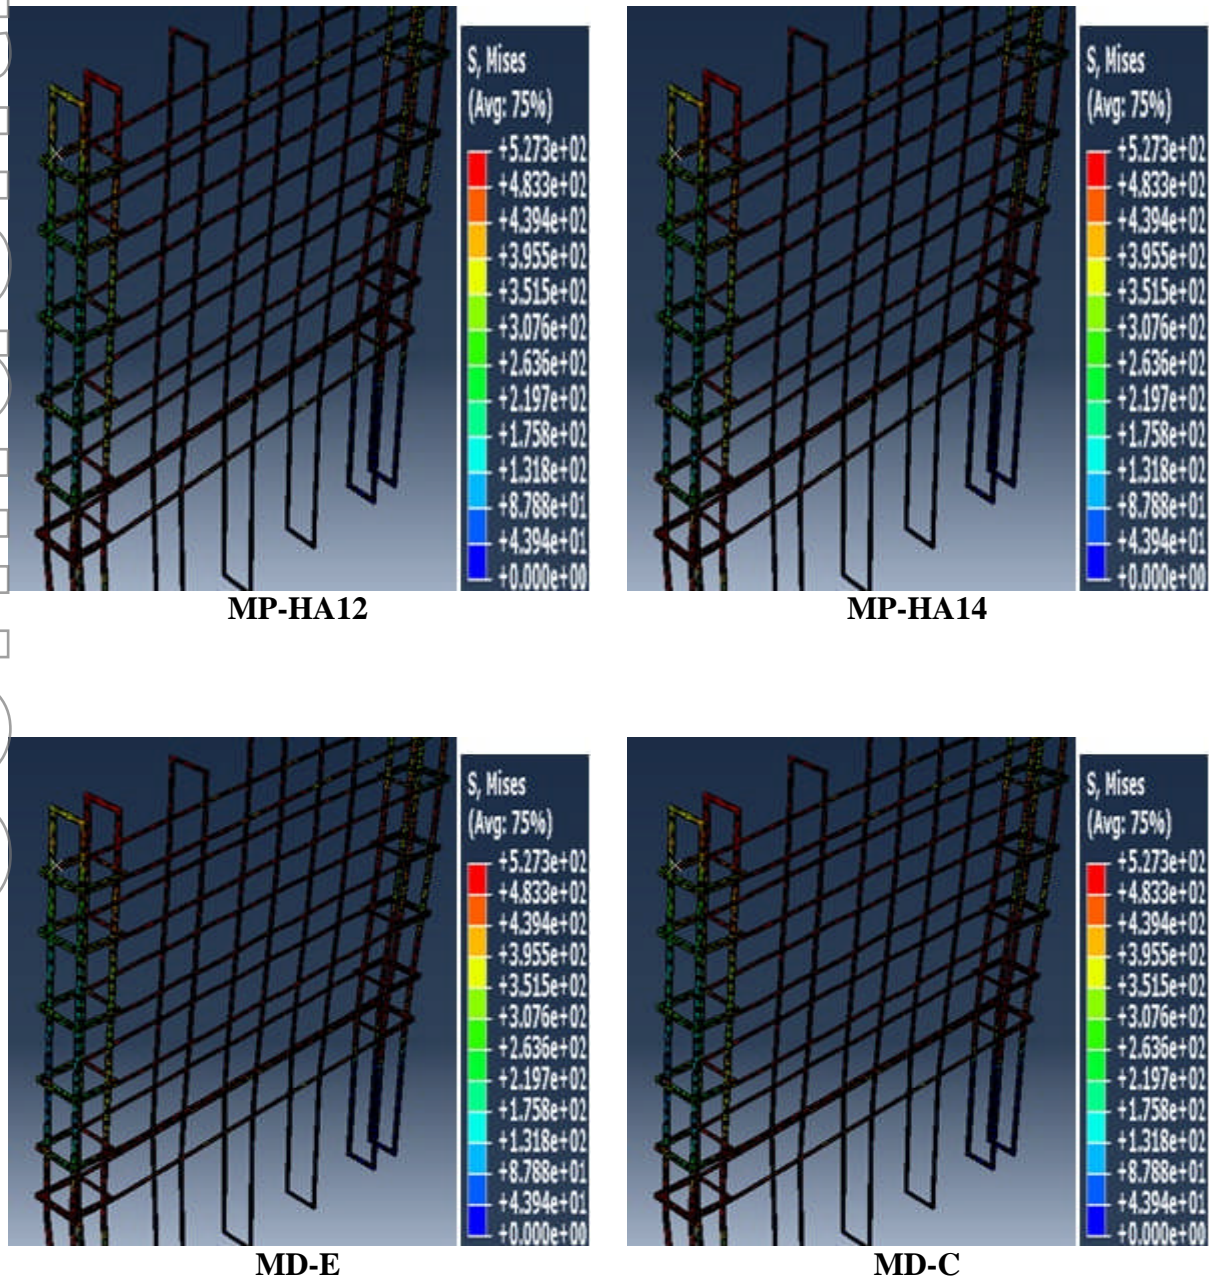 S, Mises
(Avg: 75%)
+5.273e+02
+4.833e+02
+4.394e+02
+3.955e+02
+3.515e+02
+3.076e+02
+2.636e+02
+2.197e+02
+1.758e+02
+1.318e+02
+8.788e+01
+4.394e+01
+0.000e+00
MP-HA12
S, Mises
(Avg: 75%)
+5.273e+02
+4.833e+02
+4.394e+02
+3.955e+02
+3.515e+02
+3.076e+02
+2.636e+02
+2.197e+02
+1.758e+02
+1.318e+02
+8.788e+01
+4.394e+01
+0.000e+00
MP-HA14
S, Mises
(Avg: 75%)
+5.273e+02
+4.833e+02
+4.394e+02
+3.955e+02
+3.515e+02
+3.076e+02
+2.636e+02
+2.197e+02
+1.758e+02
+1.318e+02
+8.788e+01
+4.394e+01
+0.000e+00
MD-E
S, Mises
(Avg: 75%)
+5.273e+02
+4.833e+02
+4.394e+02
+3.955e+02
+3.515e+02
+3.076e+02
+2.636e+02
+2.197e+02
+1.758e+02
+1.318e+02
+8.788e+01
+4.394e+01
+0.000e+00
MD-C